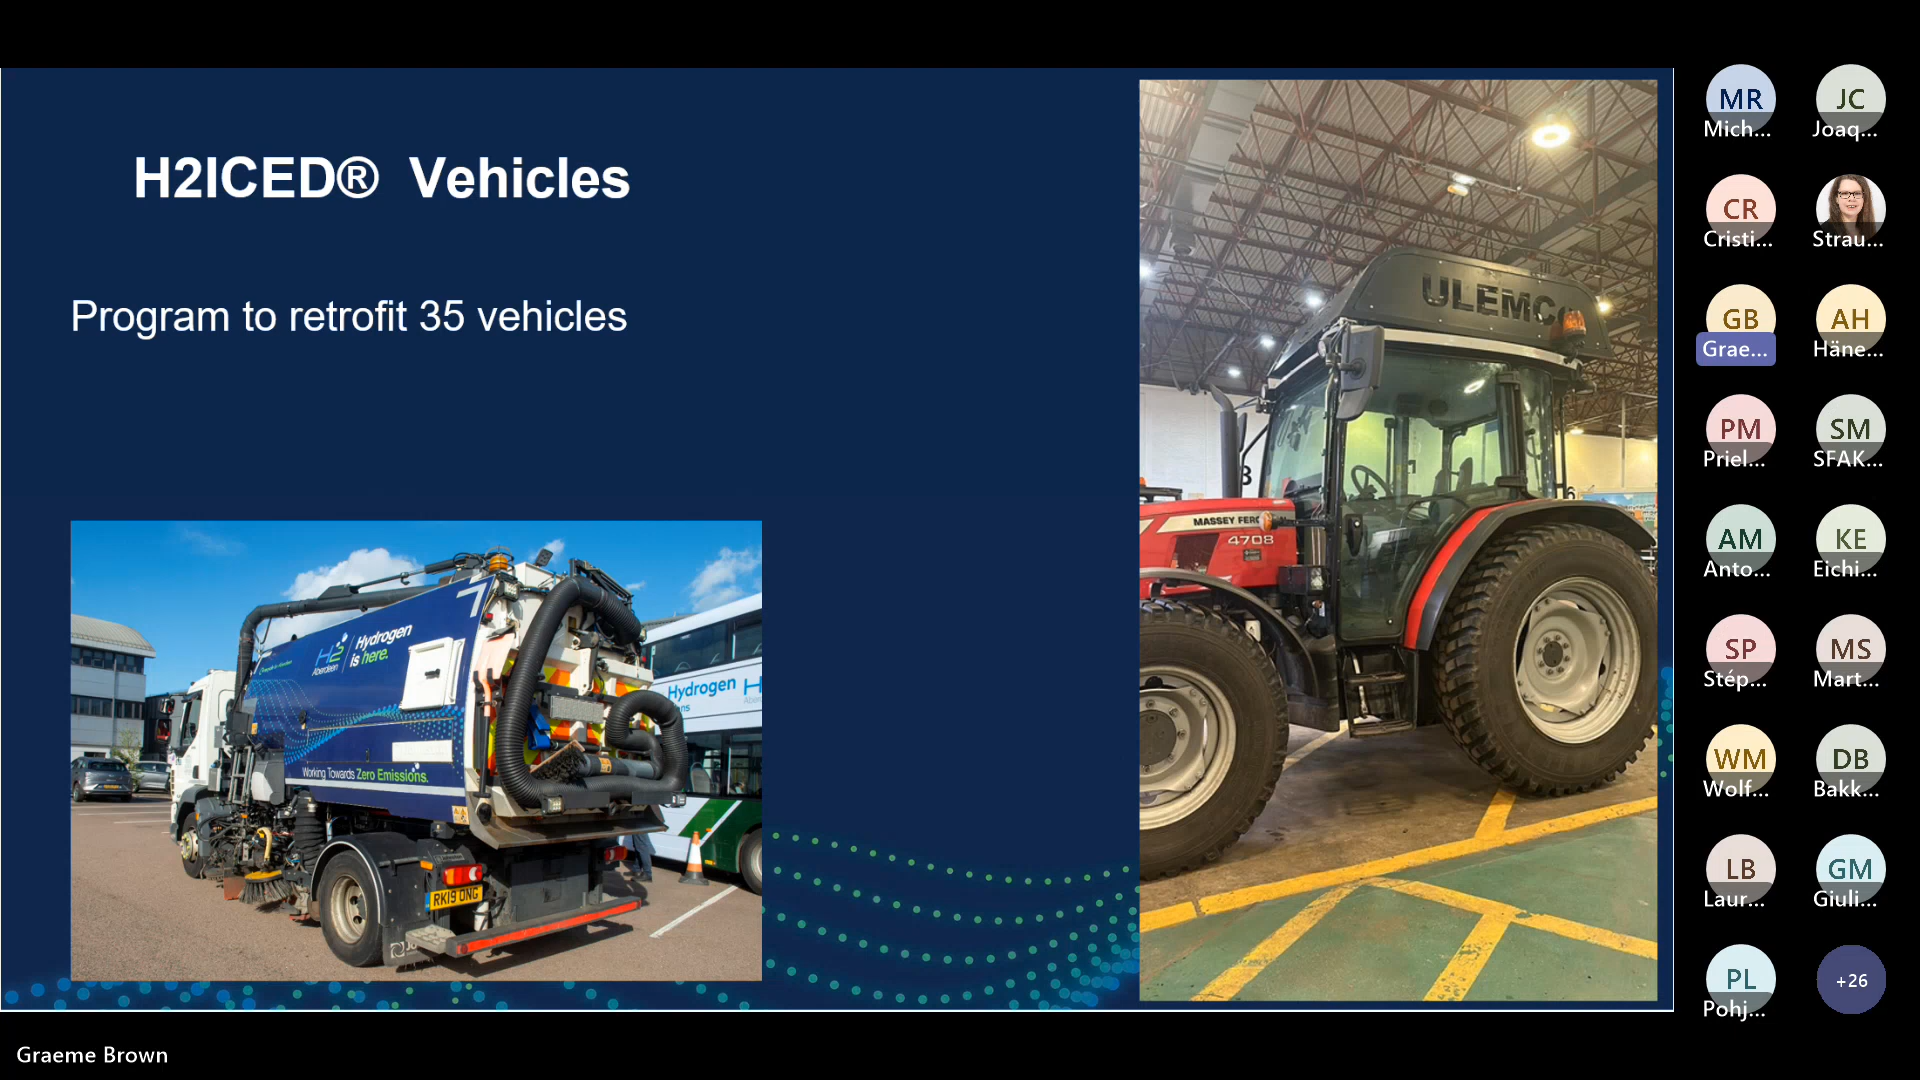 H2ICED® Vehicles
Program to retrofit 35 vehicles
ULEMC
MASSEY FERG
4708
7
H2
Aberdeen
Hydrogen
is here.
Working Towards Zero Emissions.
RK19 ONG
Hydrogen H
MR
Mich...
JC
Joaq...
CR
Cristi...
Strau...
GB
Grae...
AH
Häne...
PM
Priel...
SM
SFAK...
AM
Anto...
KE
Eichi...
SP
Stép...
MS
Mart...
WM
Wolf...
DB
Bakk...
LB
Laur...
GM
Giuli...
PL
Pohj...
+26
Graeme Brown